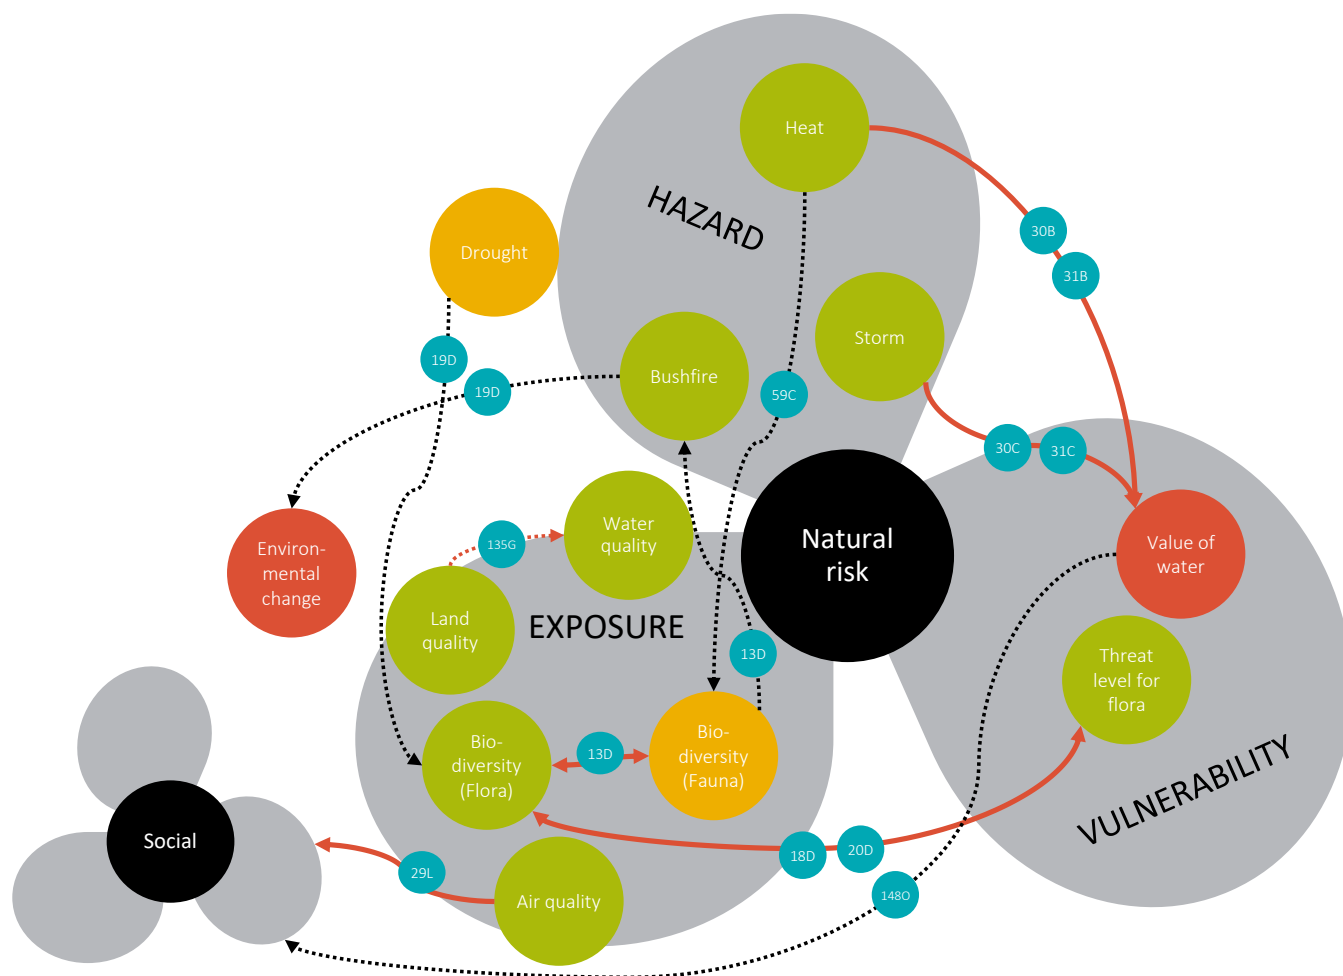 Heat
HAZARD
30B
Drought
31B
Storm
19D
Bushfire
19D
59C
30C
31C
Water
quality
135G
Natural
risk
Value of
water
Environ-
mental
change
Land
quality
EXPOSURE
13D
Threat
level for
flora
Bio-
diversity
(Flora)
13D
Bio-
diversity
(Fauna)
VULNERABILITY
Social
18D
20D
29L
Air quality
148O